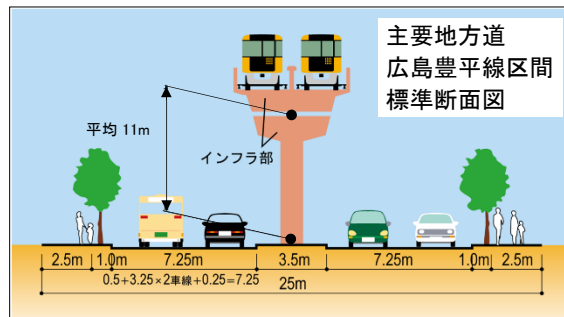 主要地方道
広島豊平線区間
標準断面図
平均 11m
インフラ部
2.5m 1.0m 7.25m 3.5m 7.25m 1.0m 2.5m
0.5+3.25×2車線+0.25=7.25
25m